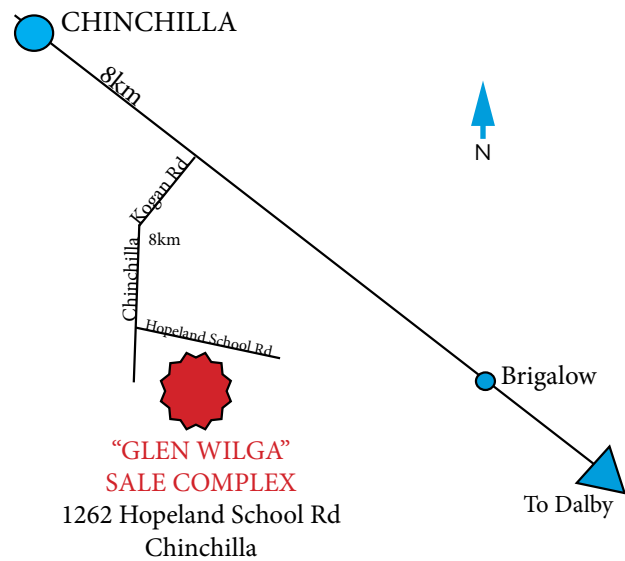 CHINCHILLA
8km
N
Chinchilla Kogan Rd
8km
Hopeland School Rd
Brigalow
“GLEN WILGA”
SALE COMPLEX
1262 Hopeland School Rd
Chinchilla
To Dalby